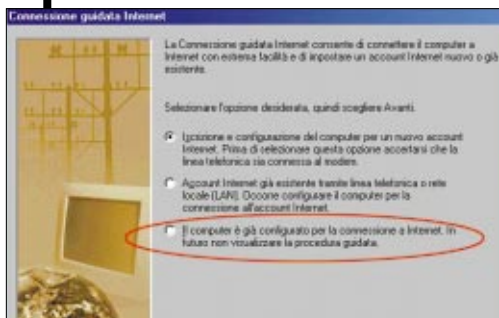 Connessione guidata Internet
La Connessione guidata Internet consente di connettere il computer a
Internet con estrema facilità e di impostare un account Internet nuovo o già
esistente.
Selezionare l'opzione desiderata, quindi scegliere Avanti.
Iscrizione e configurazione del computer per un nuovo account
Internet. Prima di selezionare questa opzione accertarsi che la
linea telefonica sia connessa al modem.
Account Internet già esistente tramite linea telefonica o rete
locale (LAN). Occorre configurare il computer per la
connessione all'account Internet.
Il computer è già configurato per la connessione a Internet. In
futuro non visualizzare la procedura guidata.